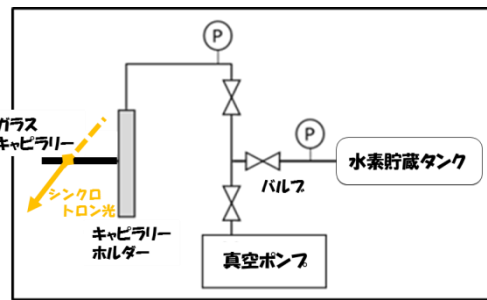 P
P
ガラス
キャピラリー
水素貯蔵タンク
バルブ
シンクロ
トロン光
キャピラリー
ホルダー
真空ポンプ